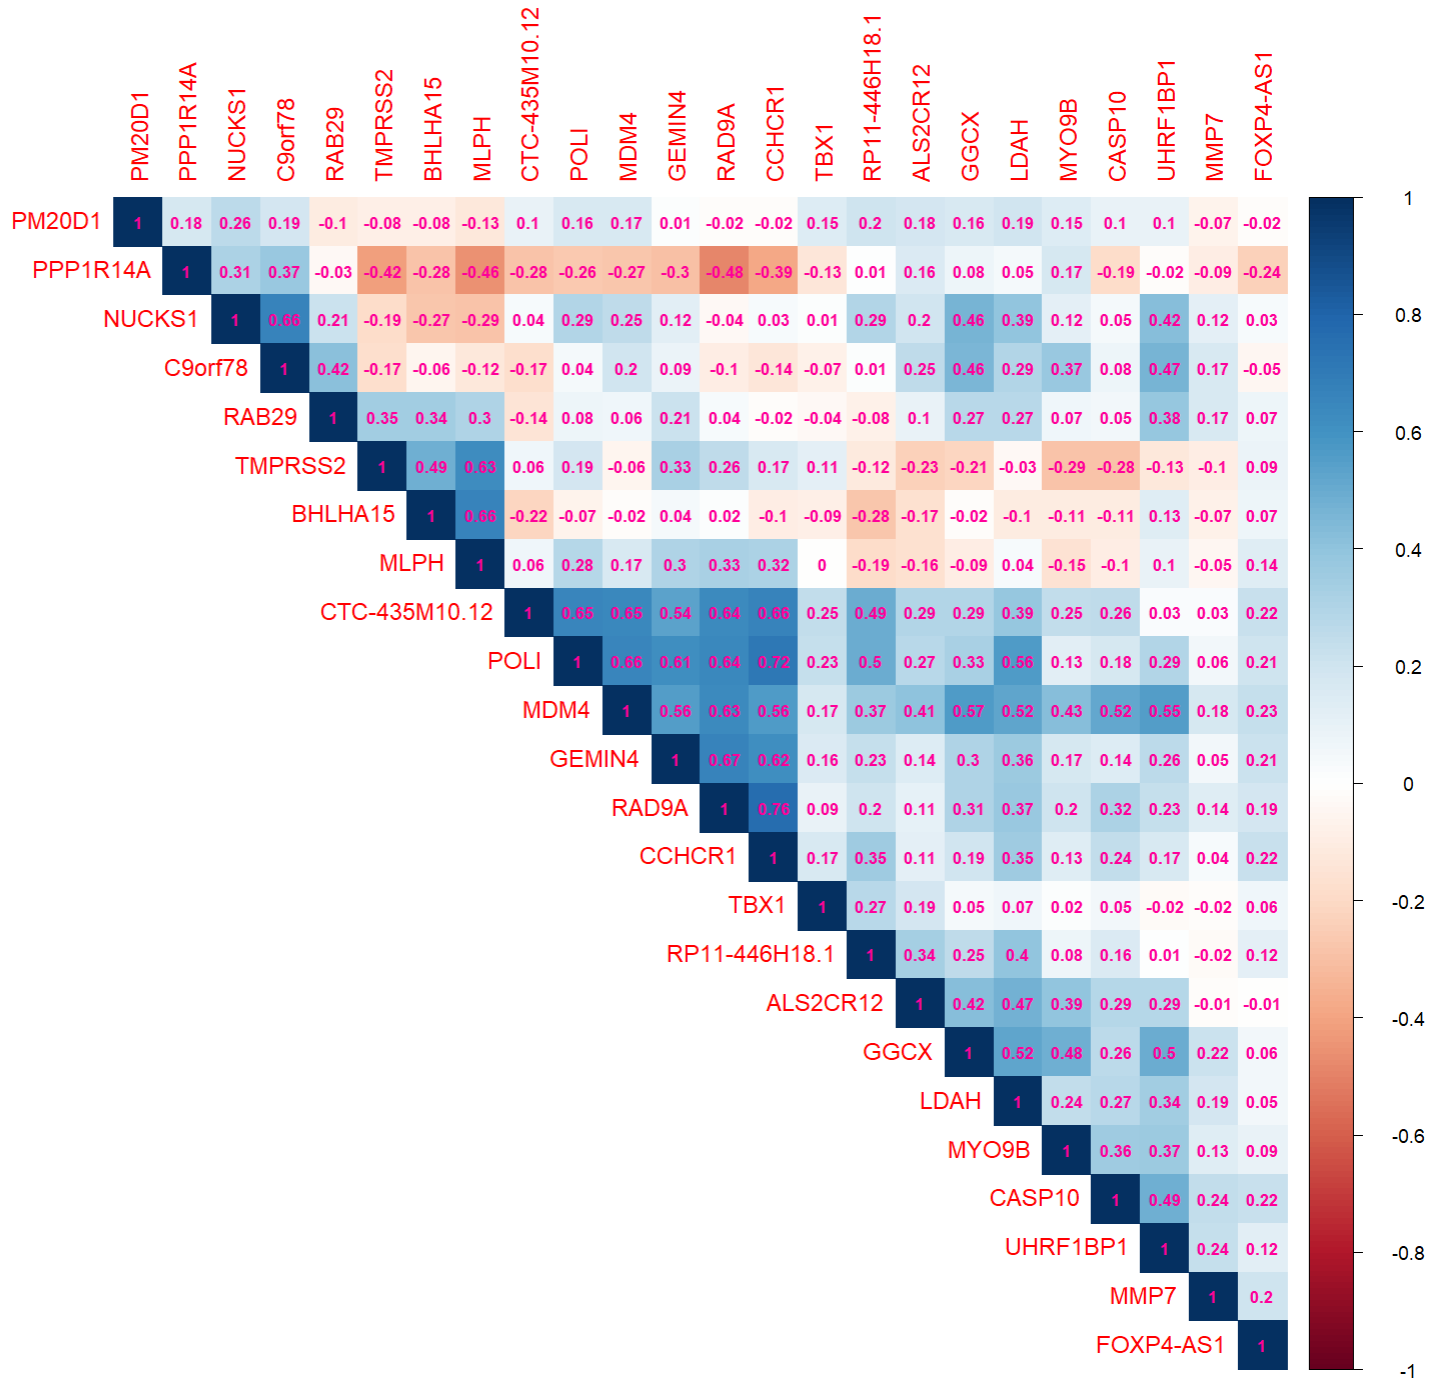 PM20D1 PPP1R14A NUCKS1 C9orf78 RAB29 TMPRSS2 BHLHA15 MLPH CTC-435M10.12 POLI MDM4 GEMIN4 RAD9A CCHCR1 TBX1 RP11-446H18.1 ALS2CR12 GGCX LDAH MYO9B CASP10 UHRF1BP1 MMP7 FOXP4-AS1
PM20D1 1 0.18 0.26 0.19 -0.1 -0.08 -0.08 -0.13 0.1 0.16 0.17 0.01 -0.02 -0.02 0.15 0.2 0.18 0.16 0.19 0.15 0.1 0.1 -0.07 -0.02
PPP1R14A 1 0.31 0.37 -0.03 -0.42 -0.28 -0.46 -0.28 -0.26 -0.27 -0.3 -0.48 -0.39 -0.13 0.01 0.16 0.08 0.05 0.17 -0.19 -0.02 -0.09 -0.24
NUCKS1 1 0.66 0.21 -0.19 -0.27 -0.29 0.04 0.29 0.25 0.12 -0.04 0.03 0.01 0.29 0.2 0.46 0.39 0.12 0.05 0.42 0.12 0.03
C9orf78 1 0.42 -0.17 -0.06 -0.12 -0.17 0.04 0.2 0.09 -0.1 -0.14 -0.07 0.01 0.25 0.46 0.29 0.37 0.08 0.47 0.17 -0.05
RAB29 1 0.35 0.34 0.3 -0.14 0.08 0.06 0.21 0.04 -0.02 -0.04 -0.08 0.1 0.27 0.27 0.07 0.05 0.38 0.17 0.07
TMPRSS2 1 0.49 0.63 0.06 0.19 -0.06 0.33 0.26 0.17 0.11 -0.12 -0.23 -0.21 -0.03 -0.29 -0.28 -0.13 -0.1 0.09
BHLHA15 1 0.66 -0.22 -0.07 -0.02 0.04 0.02 -0.1 -0.09 -0.28 -0.17 -0.02 -0.1 -0.11 -0.11 0.13 -0.07 0.07
MLPH 1 0.06 0.28 0.17 0.3 0.33 0.32 0 -0.19 -0.16 -0.09 0.04 -0.15 -0.1 0.1 -0.05 0.14
CTC-435M10.12 1 0.65 0.65 0.54 0.64 0.66 0.25 0.49 0.29 0.29 0.39 0.25 0.26 0.03 0.03 0.22
POLI 1 0.66 0.61 0.64 0.72 0.23 0.5 0.27 0.33 0.56 0.13 0.18 0.29 0.06 0.21
MDM4 1 0.56 0.63 0.56 0.17 0.37 0.41 0.57 0.52 0.43 0.52 0.55 0.18 0.23
GEMIN4 1 0.67 0.62 0.16 0.23 0.14 0.3 0.36 0.17 0.14 0.26 0.05 0.21
RAD9A 1 0.76 0.09 0.2 0.11 0.31 0.37 0.2 0.32 0.23 0.14 0.19
CCHCR1 1 0.17 0.35 0.11 0.19 0.35 0.13 0.24 0.17 0.04 0.22
TBX1 1 0.27 0.19 0.05 0.07 0.02 0.05 -0.02 -0.02 0.06
RP11-446H18.1 1 0.34 0.25 0.4 0.08 0.16 0.01 -0.02 0.12
ALS2CR12 1 0.42 0.47 0.39 0.29 0.29 -0.01 -0.01
GGCX 1 0.52 0.48 0.26 0.5 0.22 0.06
LDAH 1 0.24 0.27 0.34 0.19 0.05
MYO9B 1 0.36 0.37 0.13 0.09
CASP10 1 0.49 0.24 0.22
UHRF1BP1 1 0.24 0.12
MMP7 1 0.2
FOXP4-AS1 1
1
0.8
0.6
0.4
0.2
0
-0.2
-0.4
-0.6
-0.8
-1